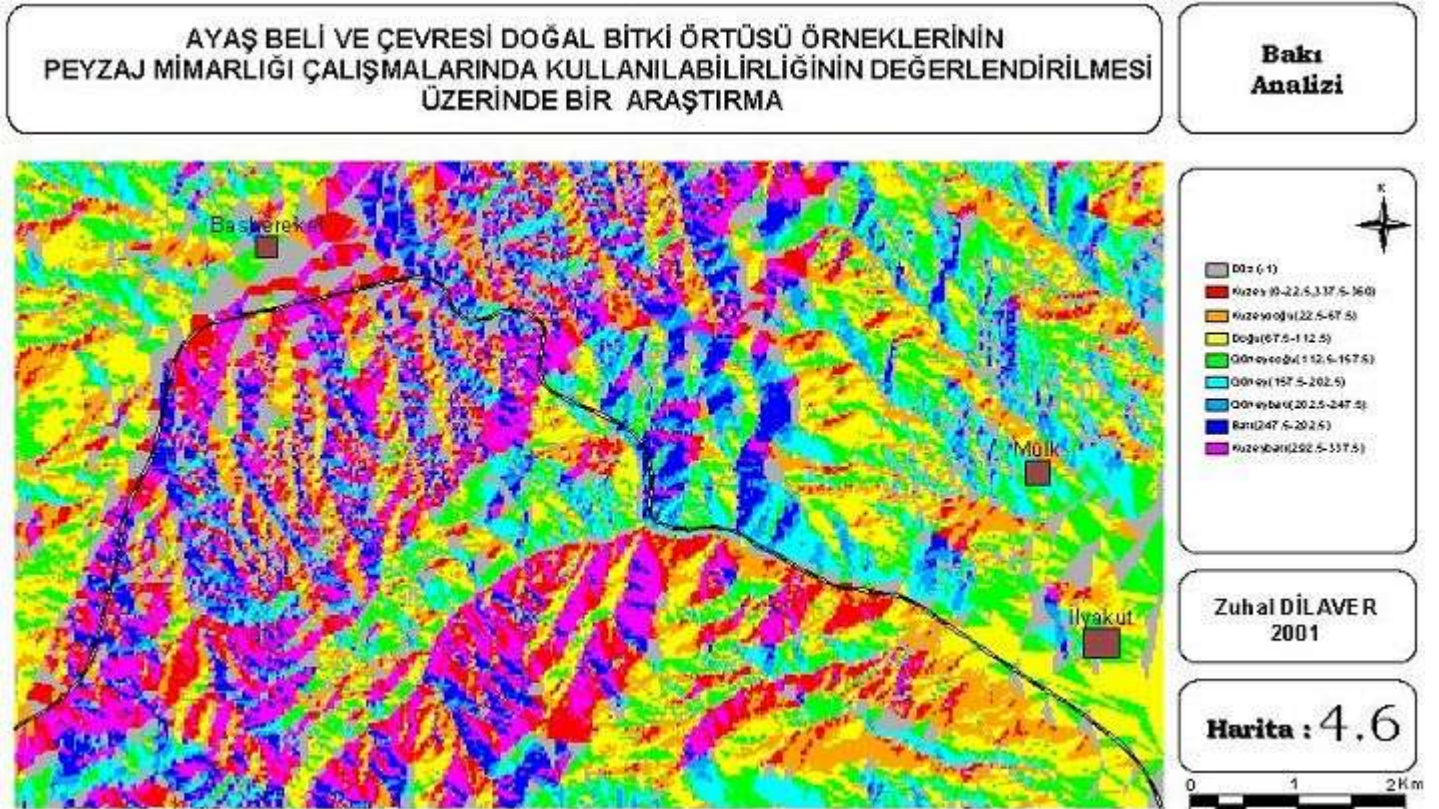 AYAŞ BELİ VE ÇEVRESİ DOĞAL BİTKİ ÖRTÜSÜ ÖRNEKLERİNİN
PEYZAJ MİMARLIĞI ÇALIŞMALARINDA KULLANILABİLİRLİĞİNİN DEĞERLENDİRİLMESİ
ÜZERİNDE BİR ARAŞTIRMA
Bakı
Analizi
K
Düz (-1)
Kuzey (0-22.5,337.5-360)
Kuzeydoğu(22.5-67.5)
Doğu(67.5-112.5)
Güneydoğu(112.5-157.5)
Güney(157.5-202.5)
Güneybatı(202.5-247.5)
Batı(247.5-292.5)
Kuzeybatı(292.5-337.5)
Mülk
İlyakut
Zuhal DİLAVER
2001
Harita : 4.6
0 1 2 Km